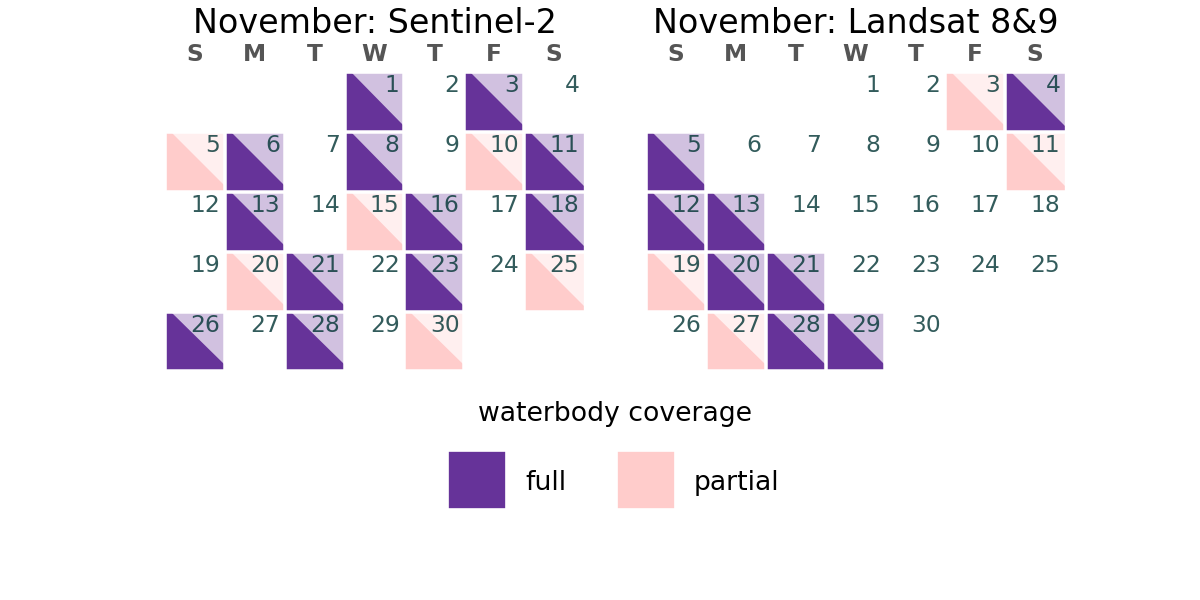 November: Sentinel-2
S M T W T F S
1 2 3 4
5 6 7 8 9 10 11
12 13 14 15 16 17 18
19 20 21 22 23 24 25
26 27 28 29 30
November: Landsat 8&9
S M T W T F S
1 2 3 4
5 6 7 8 9 10 11
12 13 14 15 16 17 18
19 20 21 22 23 24 25
26 27 28 29 30
waterbody coverage
full partial